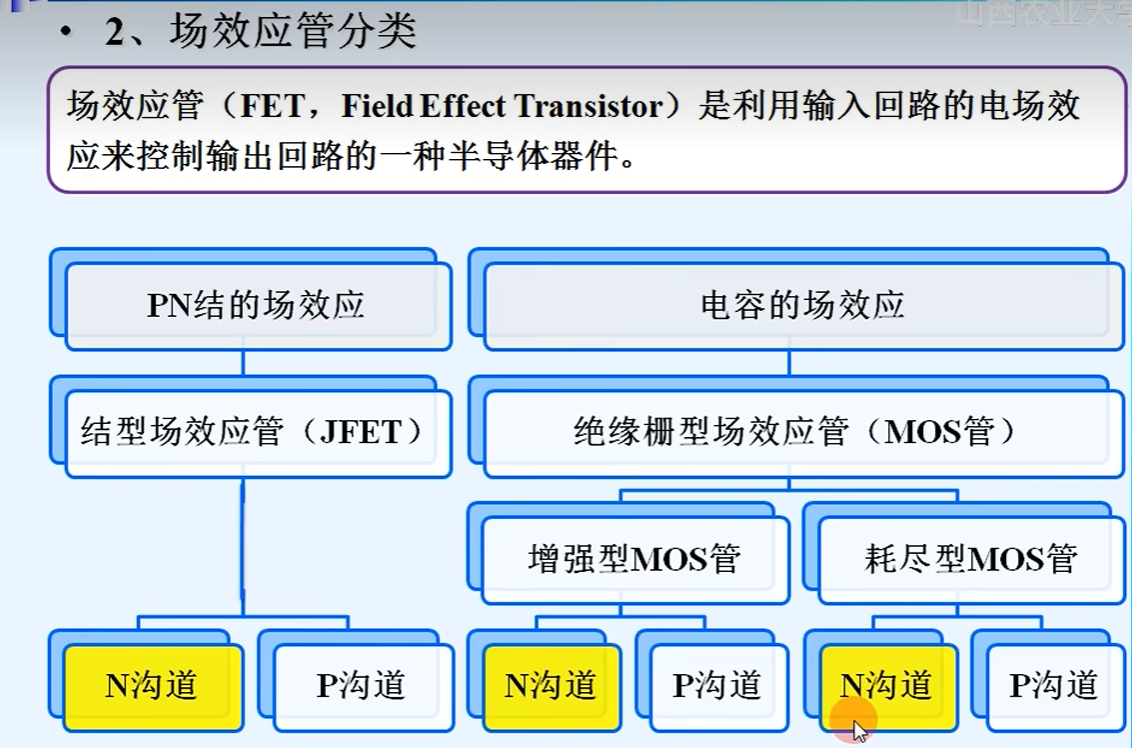 山西农业大学
• 2、场效应管分类
场效应管（FET，Field Effect Transistor）是利用输入回路的电场效
应来控制输出回路的一种半导体器件。
PN结的场效应
电容的场效应
结型场效应管（JFET）
绝缘栅型场效应管（MOS管）
增强型MOS管
耗尽型MOS管
N沟道
P沟道
N沟道
P沟道
N沟道
P沟道